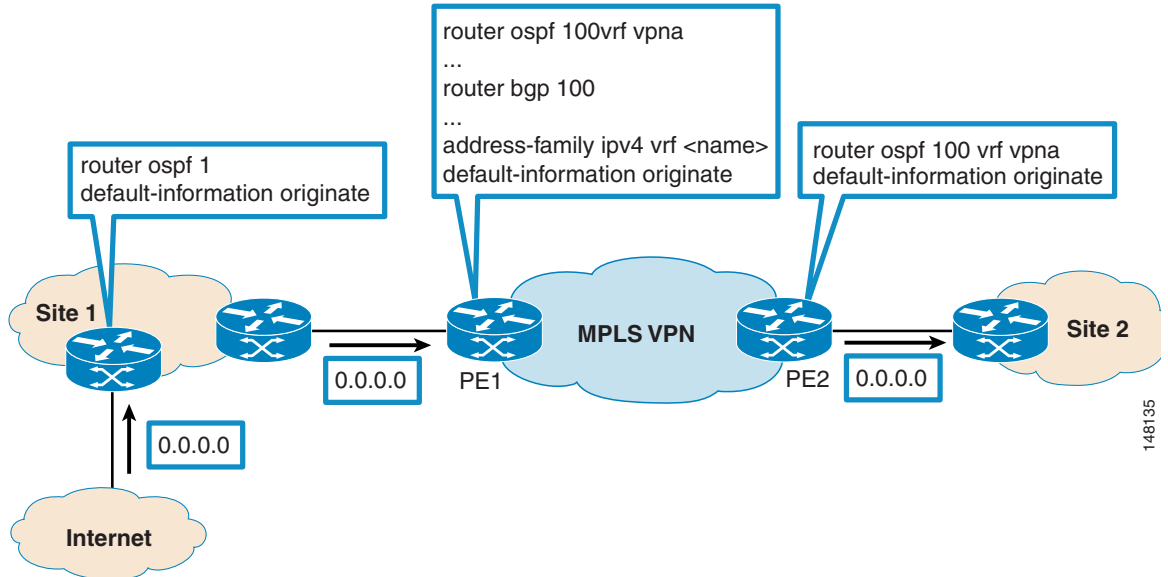 router ospf 100vrf vpna
...
router bgp 100
...
address-family ipv4 vrf <name>
default-information originate
router ospf 1
default-information originate
router ospf 100 vrf vpna
default-information originate
Site 1
MPLS VPN
Site 2
0.0.0.0
PE1
PE2
0.0.0.0
0.0.0.0
Internet
148135